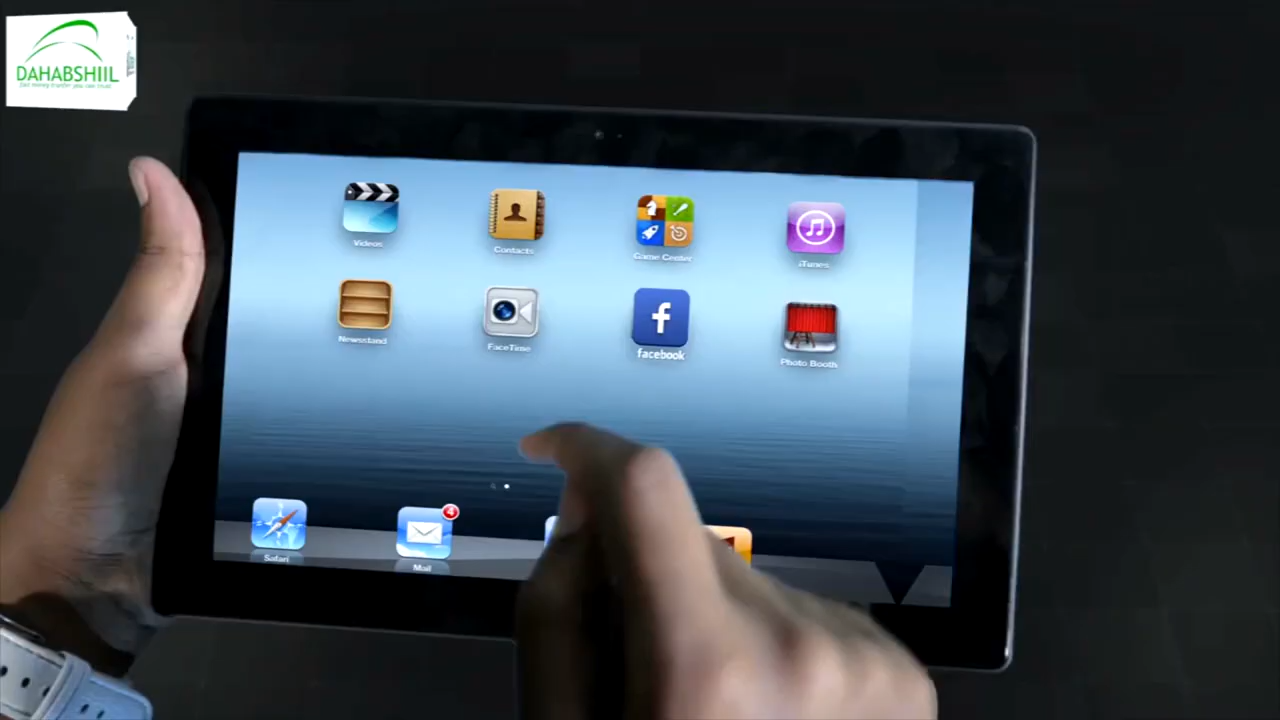 DAHABSHIIL
Videos
Contacts
Game Center
iTunes
Newsstand
FaceTime
facebook
Photo Booth
4
Safari
Mail